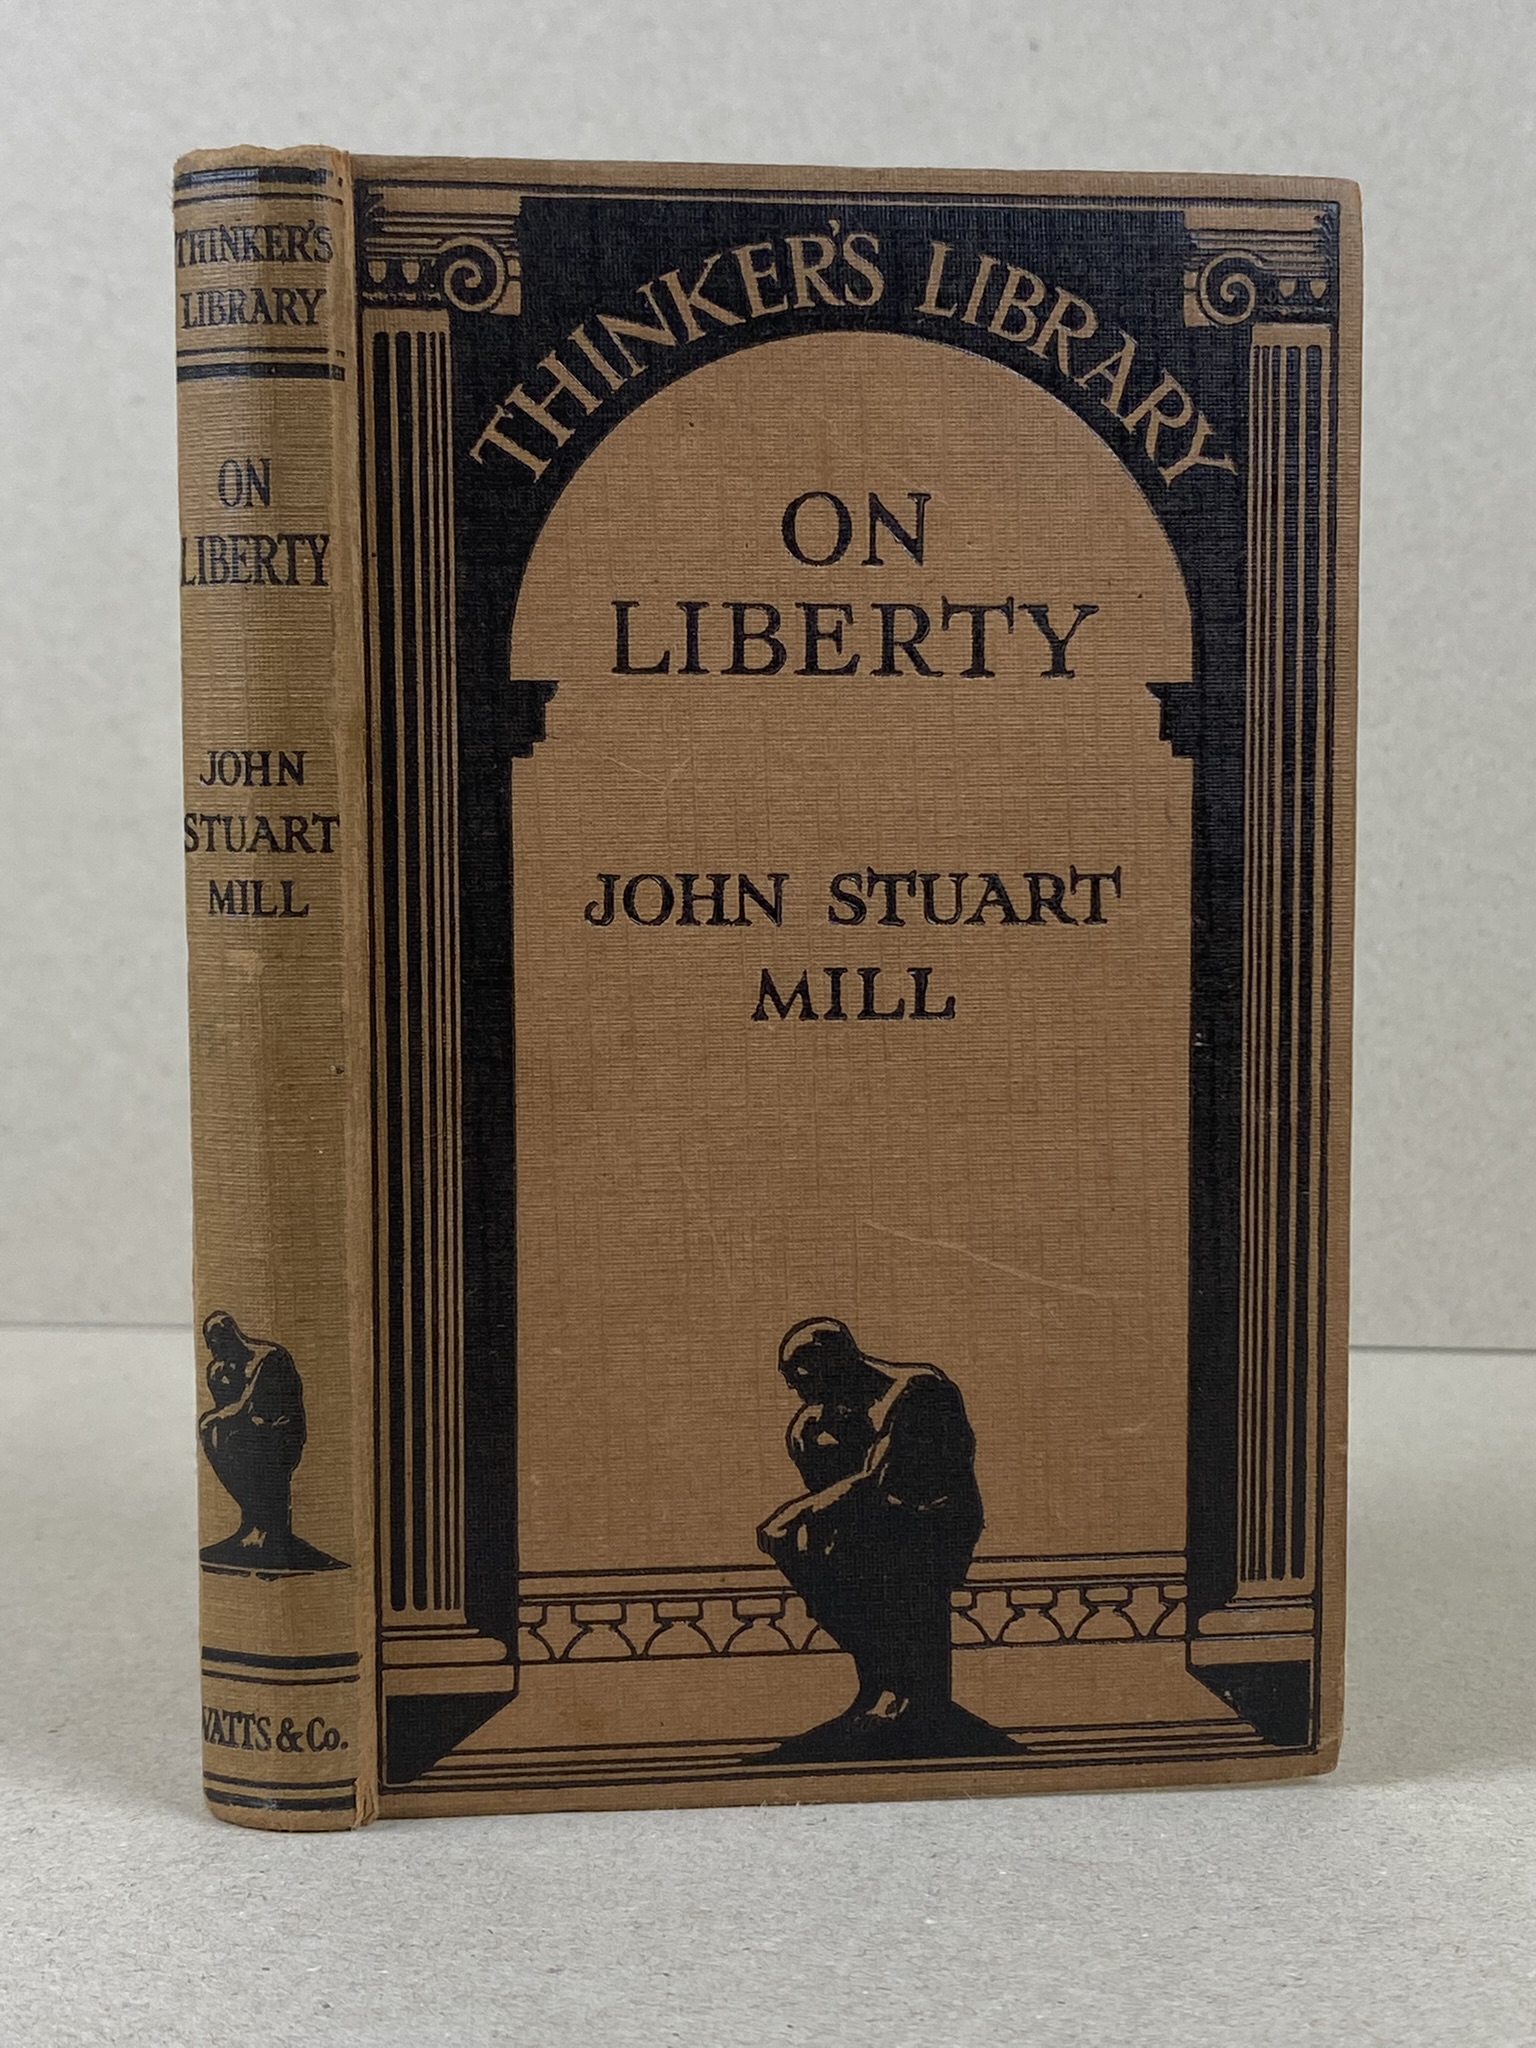 THINKER'S
LIBRARY
ON
LIBERTY
JOHN
STUART
MILL
WATTS & Co.
THINKER'S LIBRARY
ON
LIBERTY
JOHN STUART
MILL